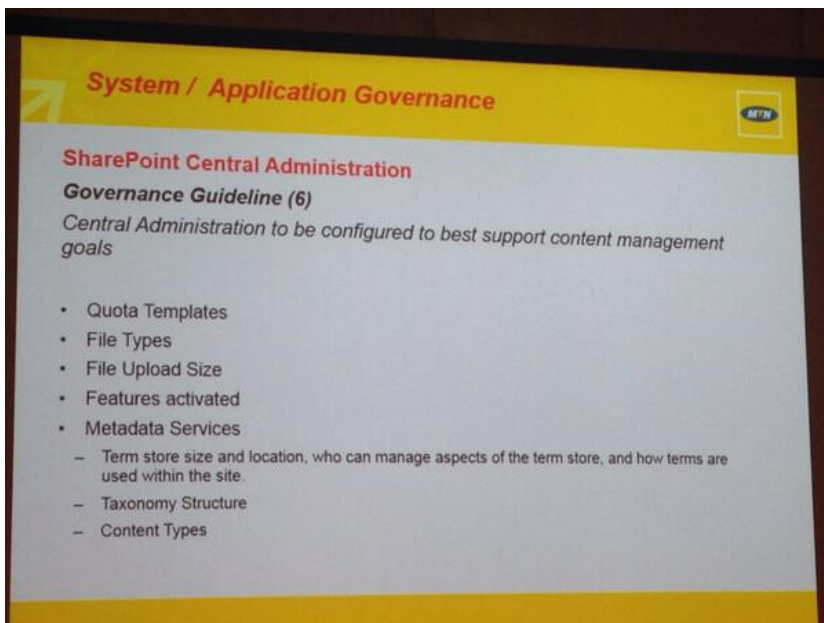 System / Application Governance
MTN
SharePoint Central Administration
Governance Guideline (6)
Central Administration to be configured to best support content management
goals
• Quota Templates
• File Types
• File Upload Size
• Features activated
• Metadata Services
– Term store size and location, who can manage aspects of the term store, and how terms are
used within the site.
– Taxonomy Structure
– Content Types